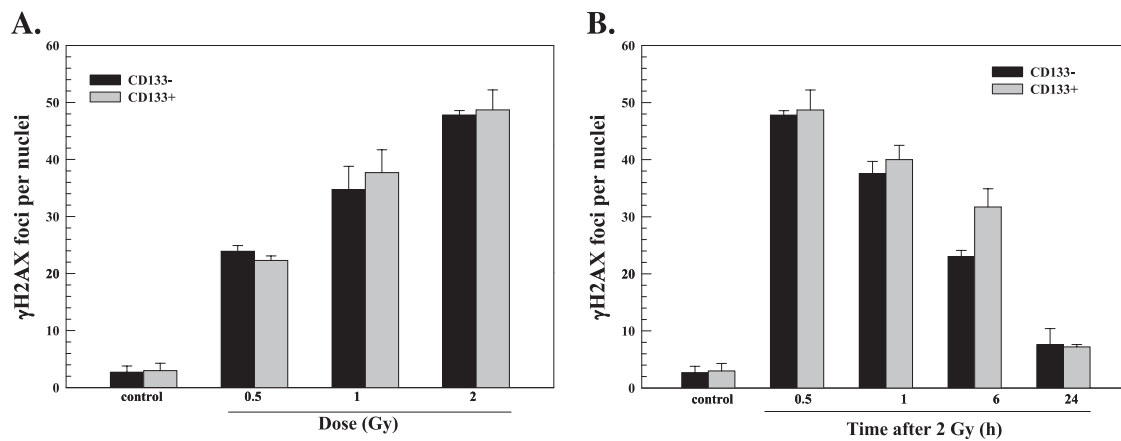 A.
60
50
40
30
20
10
0
γH2AX foci per nuclei
CD133-
CD133+
control 0.5 1 2
Dose (Gy)
B.
60
50
40
30
20
10
0
γH2AX foci per nuclei
CD133-
CD133+
control 0.5 1 6 24
Time after 2 Gy (h)